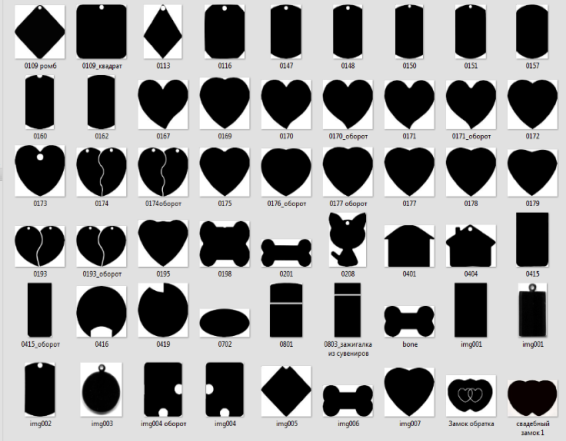 0109 ромб 0109_квадрат 0113 0116 0147 0148 0150 0151 0157
0160 0162 0167 0169 0170 0170_оборот 0171 0171_оборот 0172
0173 0174 0174оборот 0175 0176_оборот 0177 оборот 0177 0178 0179
0193 0193_оборот 0195 0198 0201 0208 0401 0404 0415
0415_оборот 0416 0419 0702 0801 0803_зажигалка из сувениров bone img001 img001
img002 img003 img004 оборот img004 img005 img006 img007 Замок обратка свадебный замок 1